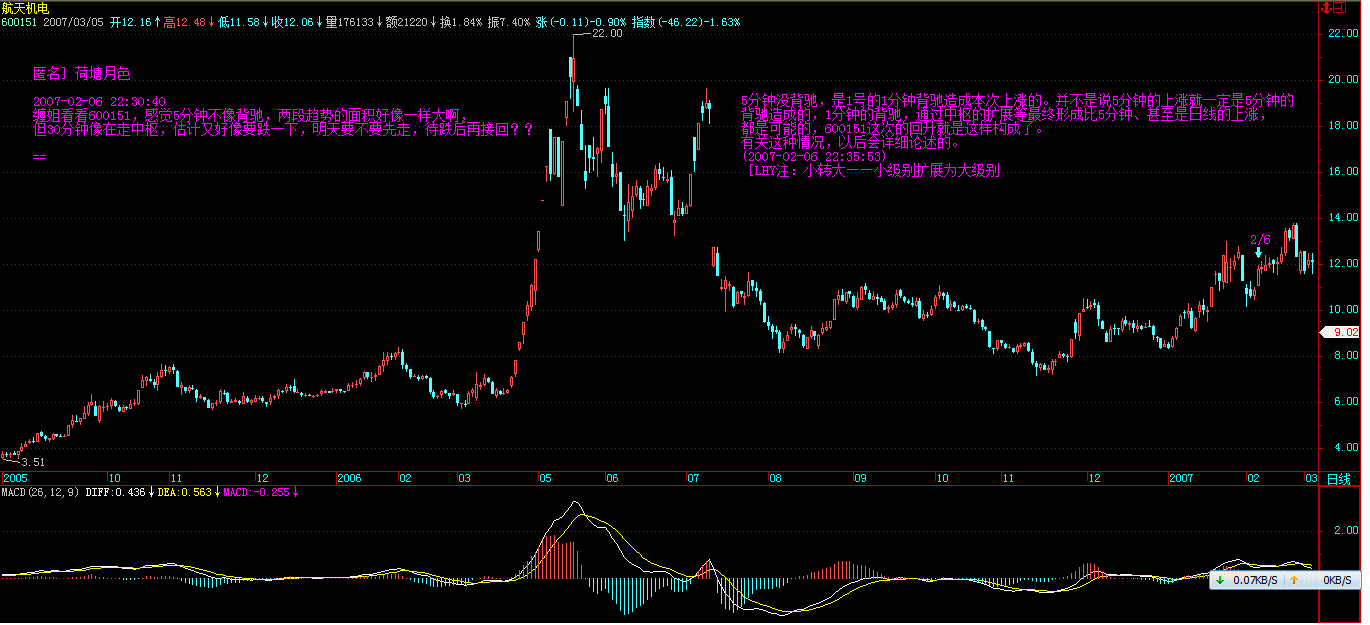 航天机电
600151 2007/03/05 开12.16↑高12.48↓低11.58↓收12.06↓量176133↓额21220↓换1.84% 振7.40% 涨(-0.11)-0.90% 指数(-46.22)-1.63%
22.00
22.00
20.00
18.00
16.00
14.00
12.00
10.00
9.02
8.00
6.00
4.00
匿名] 荷塘月色
2007-02-06 22:30:40
缠姐看看600151，感觉5分钟不像背驰，两段趋势的面积好像一样大啊，
但30分钟像在走中枢，估计又好像要跌一下，明天要不要先走，待跌后再接回？？
==
5分钟没背驰，是1号的1分钟背驰造成本次上涨的。并不是说5分钟的上涨就一定是5分钟的
背驰造成的，1分钟的背驰，通过中枢的扩展等最终形成比5分钟、甚至是日线的上涨，
都是可能的，600151这次的回升就是这样构成了。
有关这种情况，以后会详细论述的。
(2007-02-06 22:35:53)
[LHY注：小转大——小级别扩展为大级别
2/6
3.51
2005 10 11 12 2006 02 03 05 06 07 08 09 10 11 12 2007 02 03 日线
MACD(26,12,9) DIFF:0.436↓DEA:0.563↓MACD:-0.255↓
2.00
0.07KB/S 0KB/S